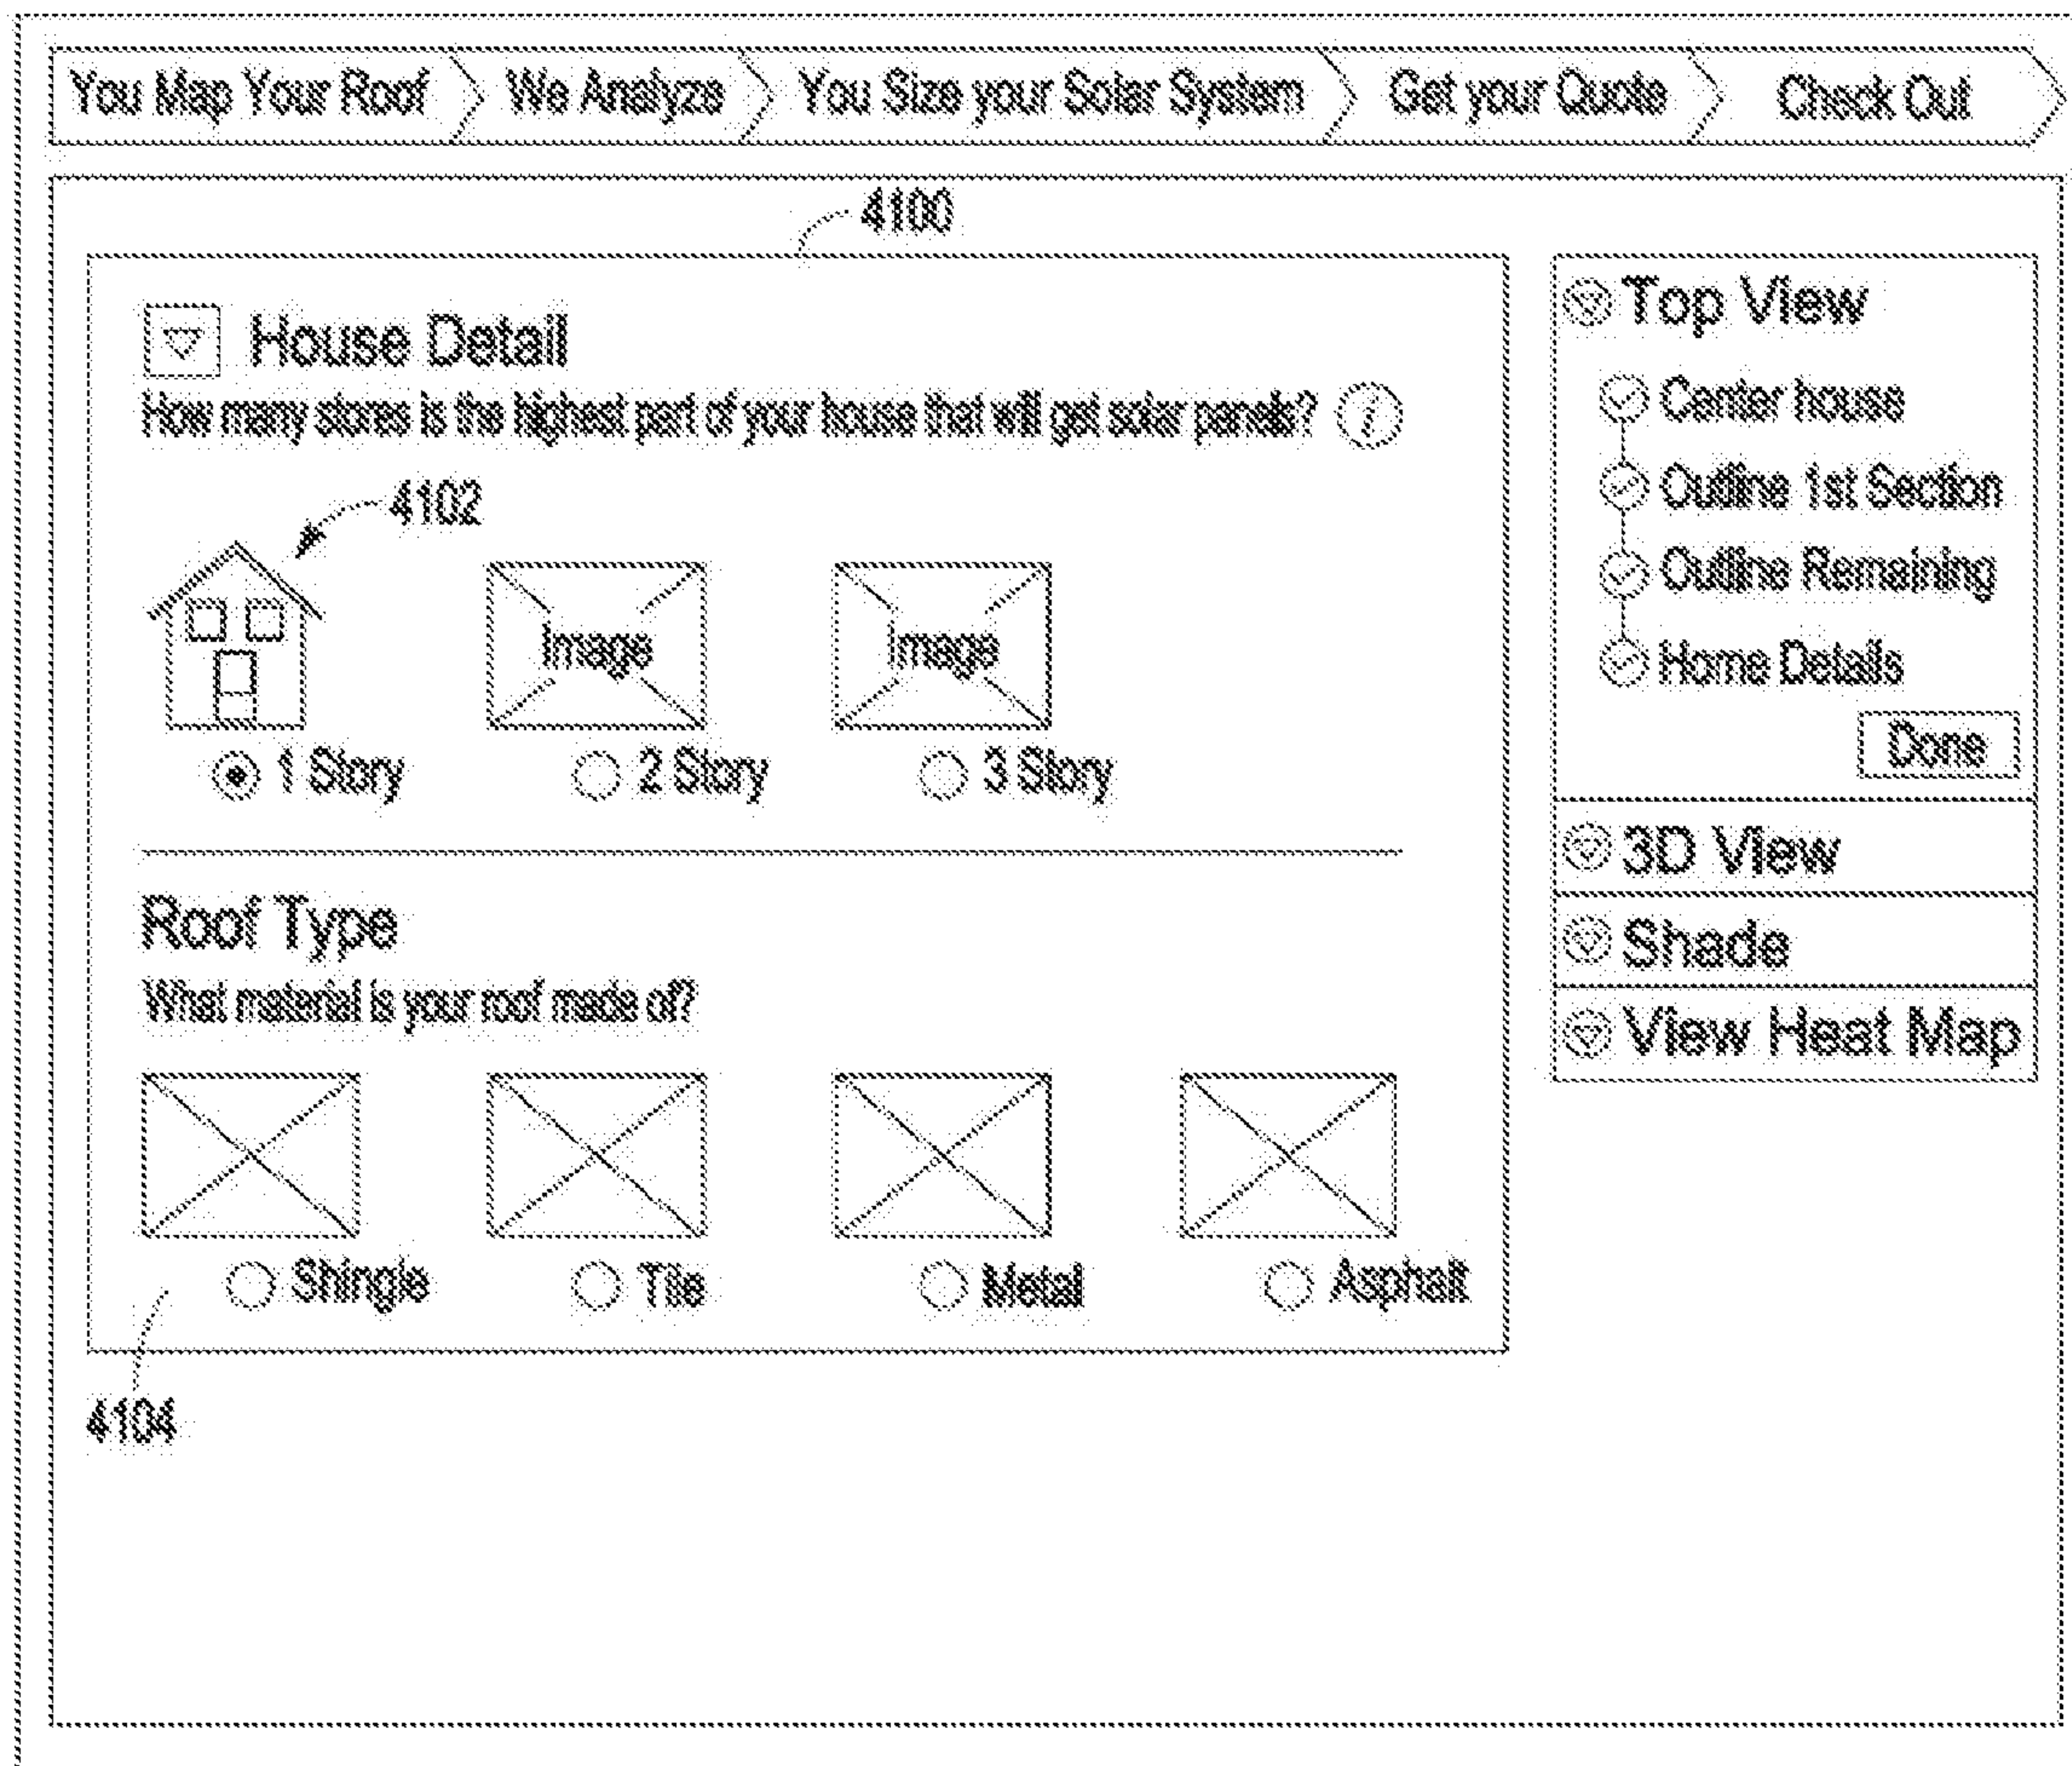 You Map Your Roof We Analyze You Size your Solar System Get your Quote Check Out
4100
House Detail
How many stores is the highest part of your house that will get solar panels? i
4102
Image Image
1 Story 2 Story 3 Story
Roof Type
What material is your roof made of?
Shingle Tile Metal Asphalt
4104
Top View
Center house
Outline 1st Section
Outline Remaining
Home Details
Done
3D View
Shade
View Heat Map